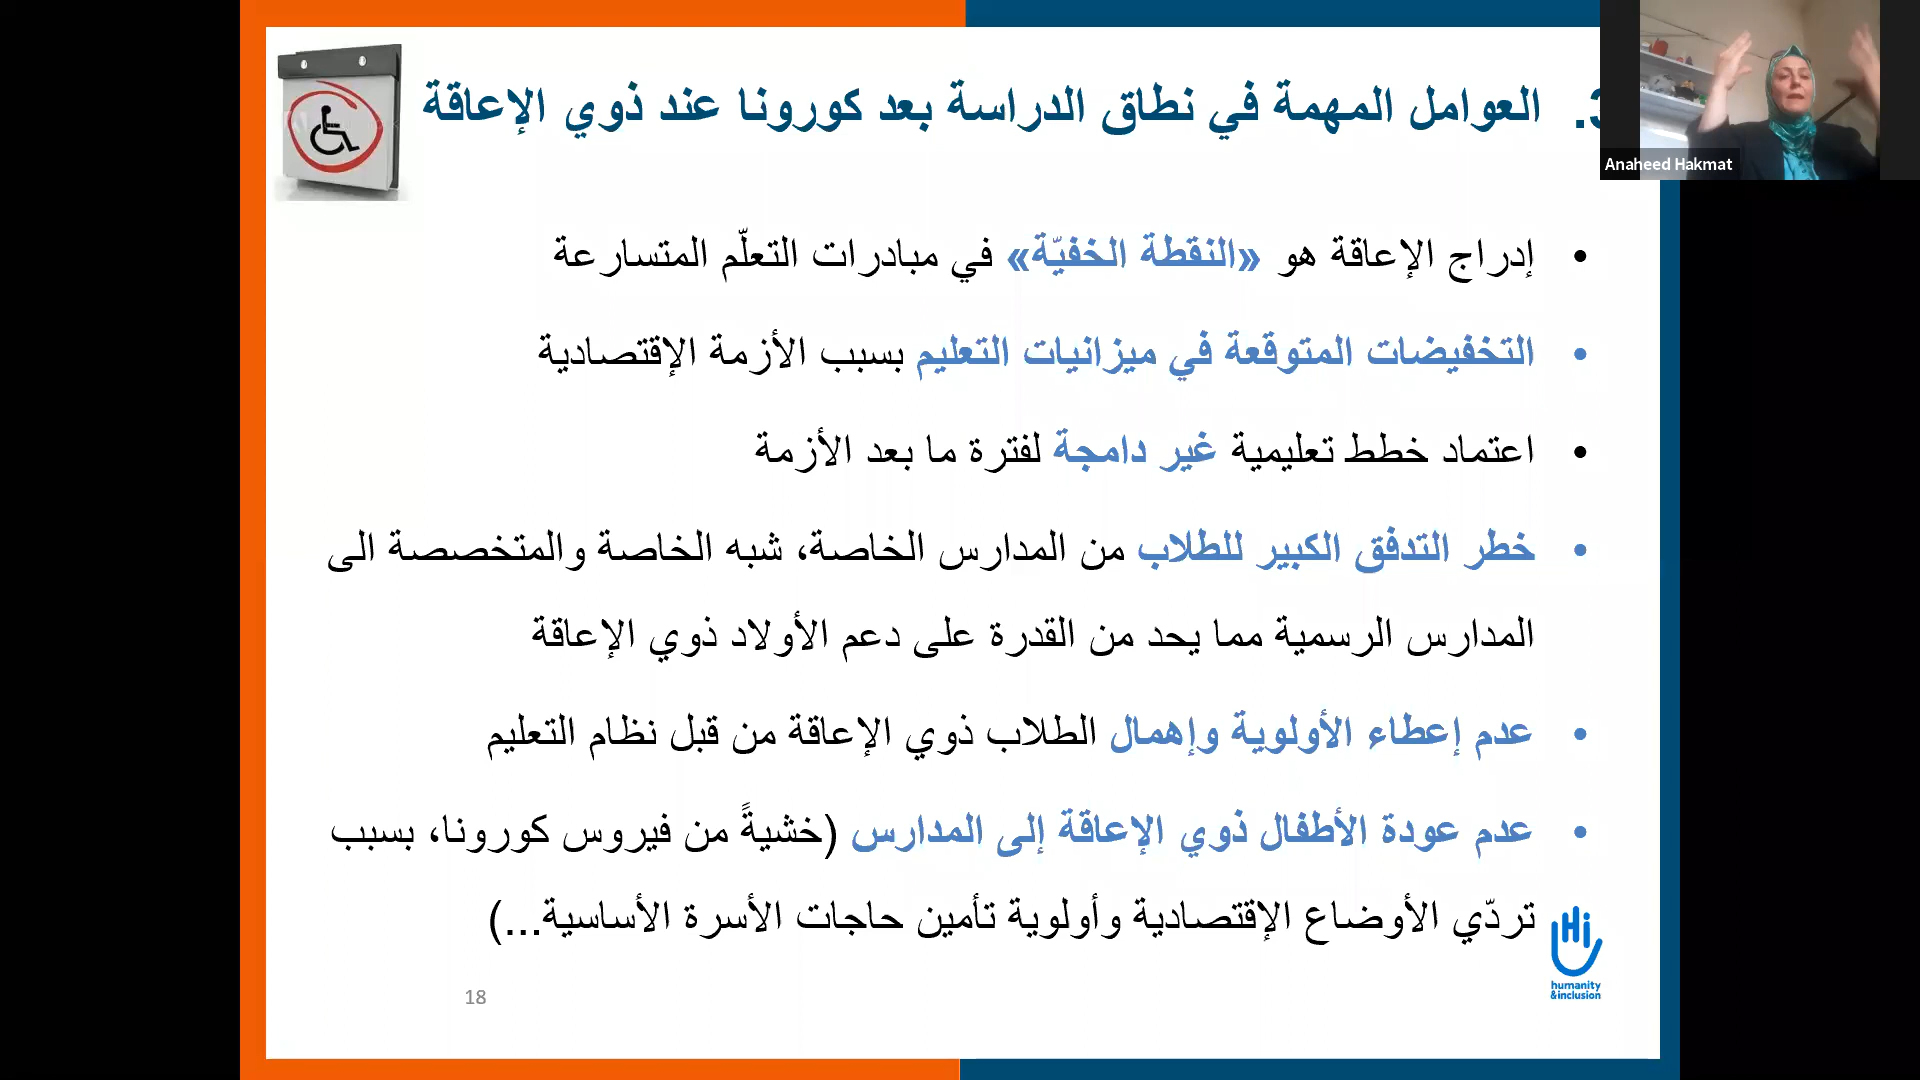 3. العوامل المهمة في نطاق الدراسة بعد كورونا عند ذوي الإعاقة
Anaheed Hakmat
• إدراج الإعاقة هو «النقطة الخفيّة» في مبادرات التعلّم المتسارعة
• التخفيضات المتوقعة في ميزانيات التعليم بسبب الأزمة الإقتصادية
• اعتماد خطط تعليمية غير دامجة لفترة ما بعد الأزمة
• خطر التدفق الكبير للطلاب من المدارس الخاصة، شبه الخاصة والمتخصصة الى
المدارس الرسمية مما يحد من القدرة على دعم الأولاد ذوي الإعاقة
• عدم إعطاء الأولوية وإهمال الطلاب ذوي الإعاقة من قبل نظام التعليم
• عدم عودة الأطفال ذوي الإعاقة إلى المدارس (خشيةً من فيروس كورونا، بسبب
تردّي الأوضاع الإقتصادية وأولوية تأمين حاجات الأسرة الأساسية...)
Hi
humanity
&inclusion
18